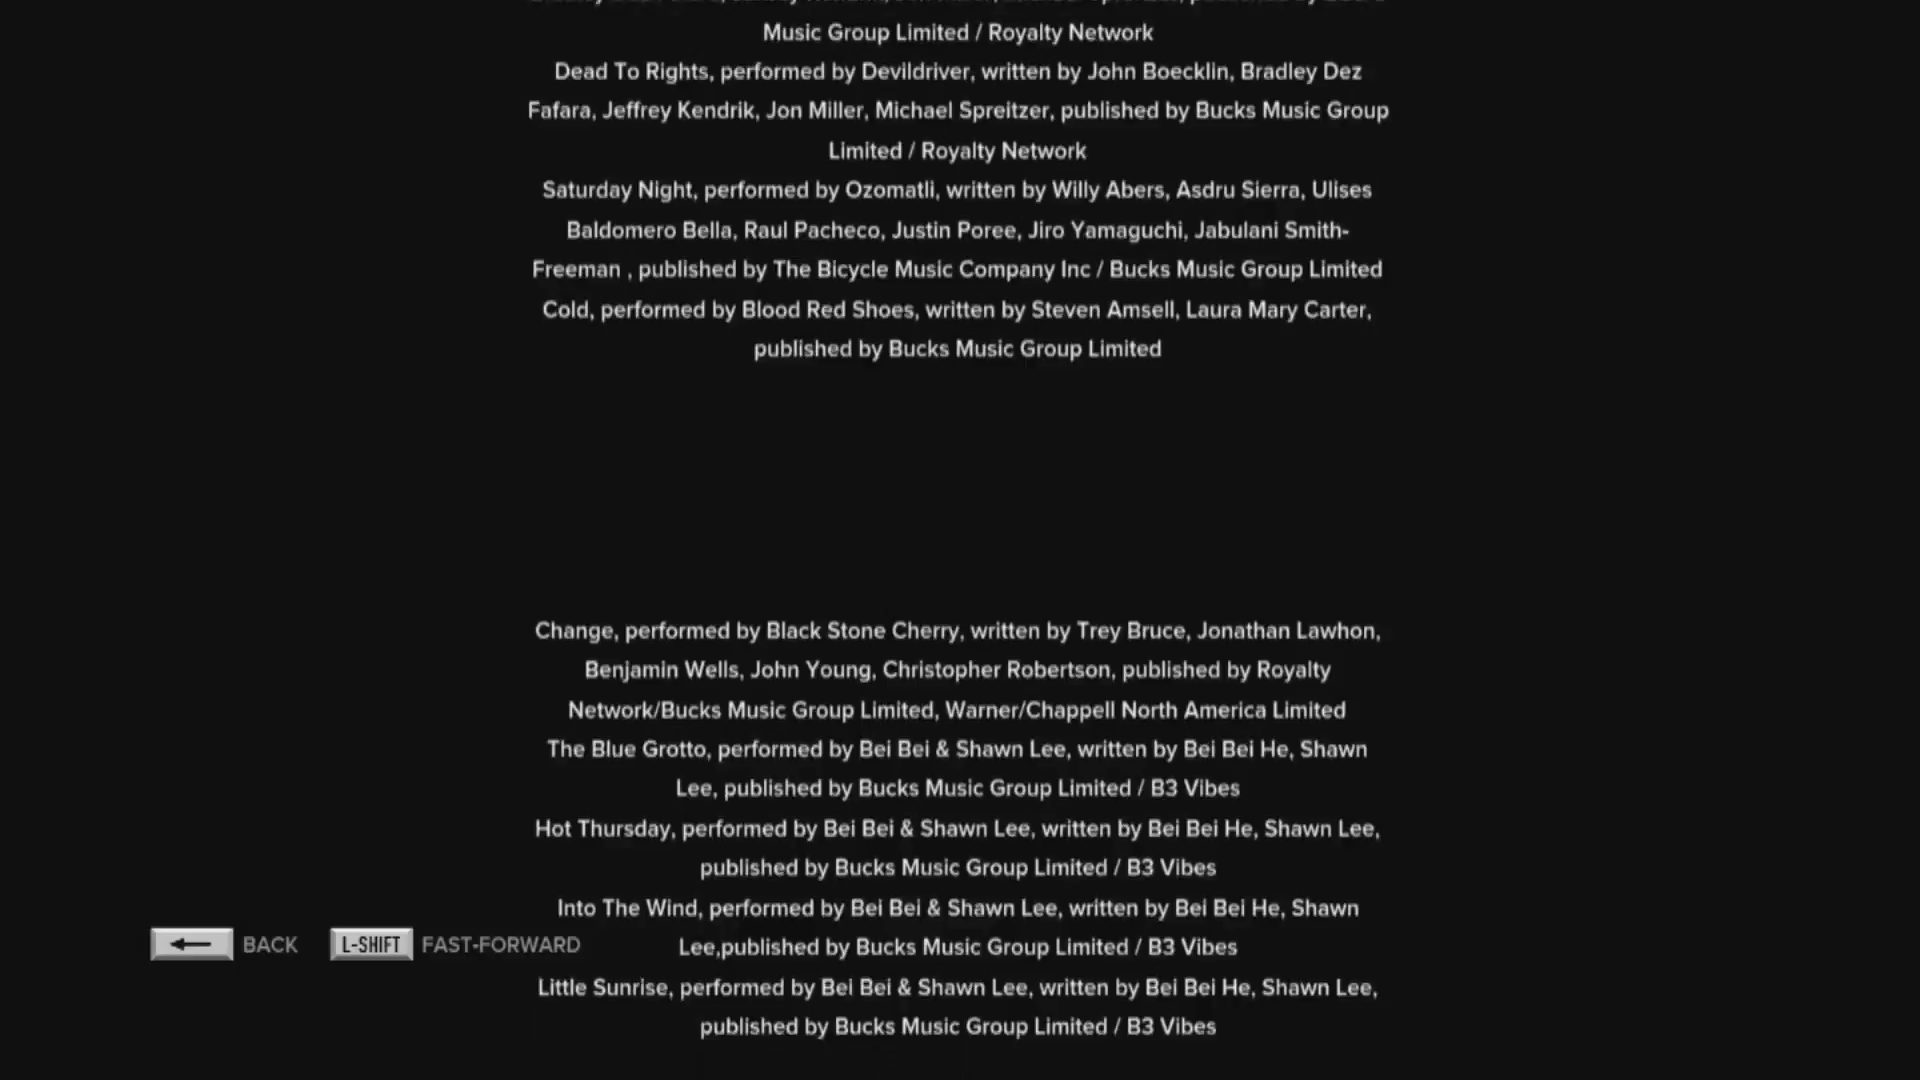 Music Group Limited / Royalty Network
Dead To Rights, performed by Devildriver, written by John Boecklin, Bradley Dez
Fafara, Jeffrey Kendrik, Jon Miller, Michael Spreitzer, published by Bucks Music Group
Limited / Royalty Network
Saturday Night, performed by Ozomatli, written by Willy Abers, Asdru Sierra, Ulises
Baldomero Bella, Raul Pacheco, Justin Poree, Jiro Yamaguchi, Jabulani Smith-
Freeman , published by The Bicycle Music Company Inc / Bucks Music Group Limited
Cold, performed by Blood Red Shoes, written by Steven Amsell, Laura Mary Carter,
published by Bucks Music Group Limited
Change, performed by Black Stone Cherry, written by Trey Bruce, Jonathan Lawhon,
Benjamin Wells, John Young, Christopher Robertson, published by Royalty
Network/Bucks Music Group Limited, Warner/Chappell North America Limited
The Blue Grotto, performed by Bei Bei & Shawn Lee, written by Bei Bei He, Shawn
Lee, published by Bucks Music Group Limited / B3 Vibes
Hot Thursday, performed by Bei Bei & Shawn Lee, written by Bei Bei He, Shawn Lee,
published by Bucks Music Group Limited / B3 Vibes
Into The Wind, performed by Bei Bei & Shawn Lee, written by Bei Bei He, Shawn
Lee,published by Bucks Music Group Limited / B3 Vibes
BACK L-SHIFT FAST-FORWARD
Little Sunrise, performed by Bei Bei & Shawn Lee, written by Bei Bei He, Shawn Lee,
published by Bucks Music Group Limited / B3 Vibes